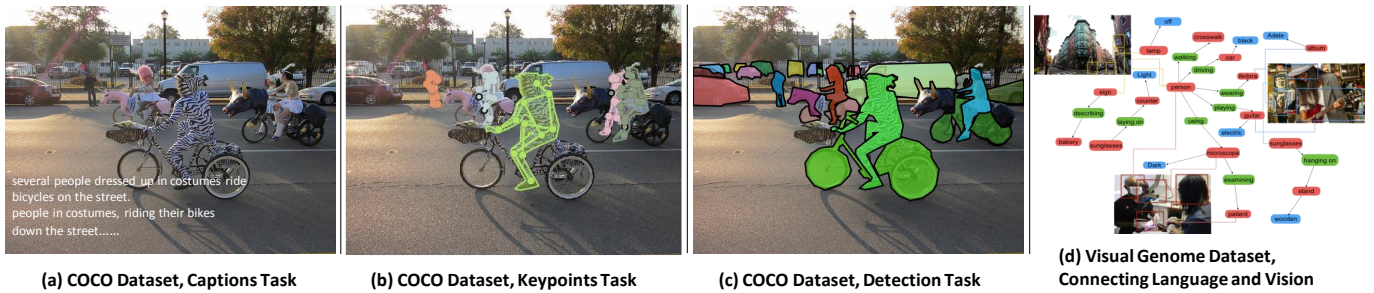 several people dressed up in costumes ride
bicycles on the street.
people in costumes, riding their bikes
down the street......
(a) COCO Dataset, Captions Task
(b) COCO Dataset, Keypoints Task
(c) COCO Dataset, Detection Task
off
lamp
crosswalk
walking
black
Adele
album
car
driving
Light
fedora
person
wearing
sign
counter
playing
guitar
describing
laying on
using
electric
bakery
sunglasses
sunglasses
microscope
hanging on
Dark
examining
stand
patient
wooden
(d) Visual Genome Dataset,
Connecting Language and Vision